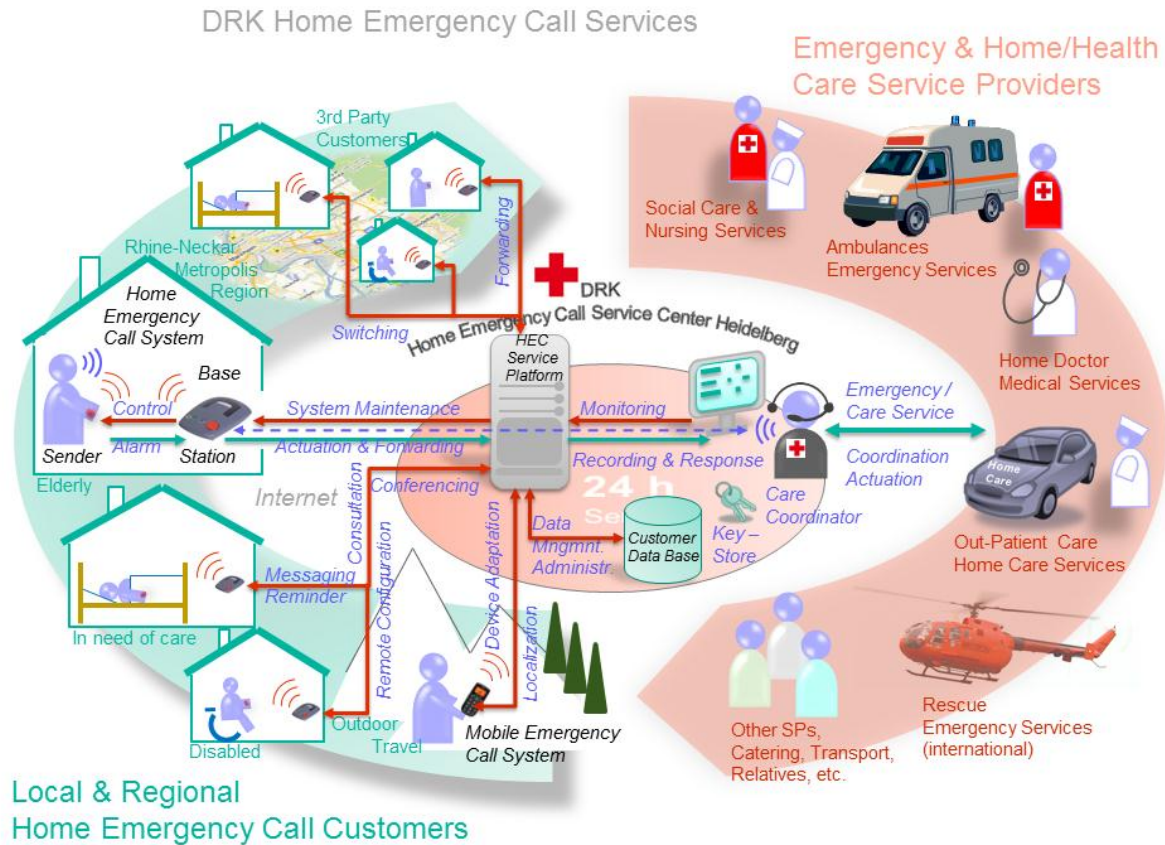 DRK Home Emergency Call Services
Emergency & Home/Health
Care Service Providers
3rd Party
Customers
Rhine-Neckar
Metropolis
Region
Forwarding
Switching
DRK
Home Emergency Call Service Center Heidelberg
Home
Emergency
Call System
Base
Control
Alarm
Sender
Station
Elderly
HEC
Service
Platform
System Maintenance
Actuation & Forwarding
Monitoring
Recording & Response
Emergency /
Care Service
Coordination
Actuation
Care
Coordinator
Internet
Conferencing
Consultation
24 h
Data
Mngmnt.
Administr.
Customer
Data Base
Key –
Store
Messaging
Reminder
Remote Configuration
Device Adaptation
Localization
In need of care
Disabled
Outdoor
Travel
Mobile Emergency
Call System
Social Care &
Nursing Services
Ambulances
Emergency Services
Home Doctor
Medical Services
Home
Care
Out-Patient Care
Home Care Services
Other SPs,
Catering, Transport,
Relatives, etc.
Rescue
Emergency Services
(international)
Local & Regional
Home Emergency Call Customers